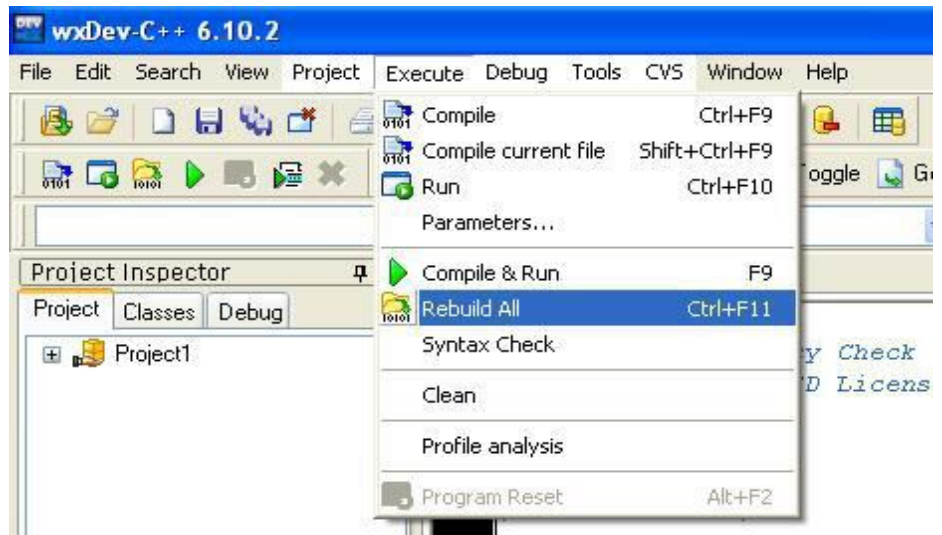 wxDev-C++ 6.10.2
File Edit Search View Project Execute Debug Tools CVS Window Help
Compile Ctrl+F9
Compile current file Shift+Ctrl+F9
Run Ctrl+F10
Parameters...
Compile & Run F9
Rebuild All Ctrl+F11
Syntax Check
Clean
Profile analysis
Program Reset Alt+F2
oggle G
Project Inspector
Project Classes Debug
Project1
y Check
D Licens